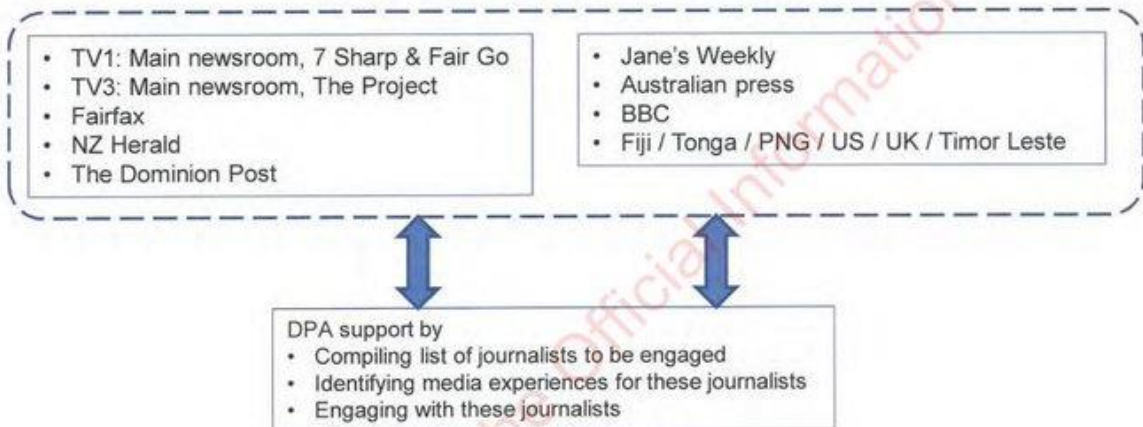 • TV1: Main newsroom, 7 Sharp & Fair Go
• TV3: Main newsroom, The Project
• Fairfax
• NZ Herald
• The Dominion Post
• Jane's Weekly
• Australian press
• BBC
• Fiji / Tonga / PNG / US / UK / Timor Leste
DPA support by
• Compiling list of journalists to be engaged
• Identifying media experiences for these journalists
• Engaging with these journalists
Official Information